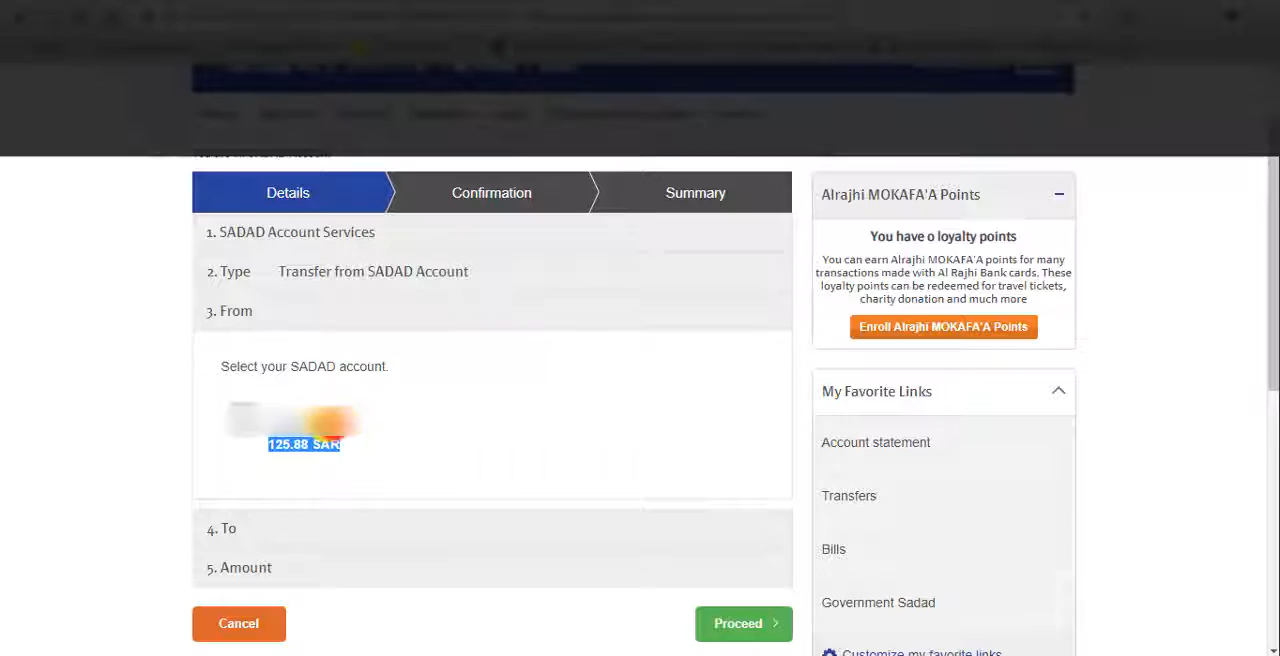 Details
Confirmation
Summary
1. SADAD Account Services
2. Type Transfer from SADAD Account
3. From
Select your SADAD account.
125.88 SAR
4. To
5. Amount
Cancel
Proceed
Alrajhi MOKAFA'A Points
You have 0 loyalty points
You can earn Alrajhi MOKAFA'A points for many
transactions made with Al Rajhi Bank cards. These
loyalty points can be redeemed for travel tickets,
charity donation and much more
Enroll Alrajhi MOKAFA'A Points
My Favorite Links
Account statement
Transfers
Bills
Government Sadad
Customize my favorite links